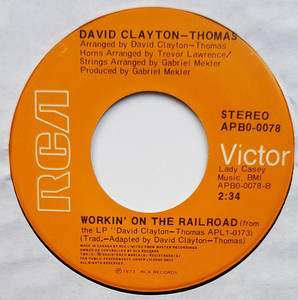 DAVID CLAYTON–THOMAS
Arranged by David Clayton–Thomas
Horns Arranged by Trevor Lawrence/
Strings Arranged by Gabriel Mekler
Produced by Gabriel Mekler
RCA
STEREO
APB0-0078
Victor
Lady Casey
Music, BMI
APB0-0078-B
2:34
WORKIN' ON THE RAILROAD (from
the LP "David Clayton–Thomas APL1-0173)
(Trad.–Adapted by David Clayton–Thomas)
℗ 1973 RCA RECORDS